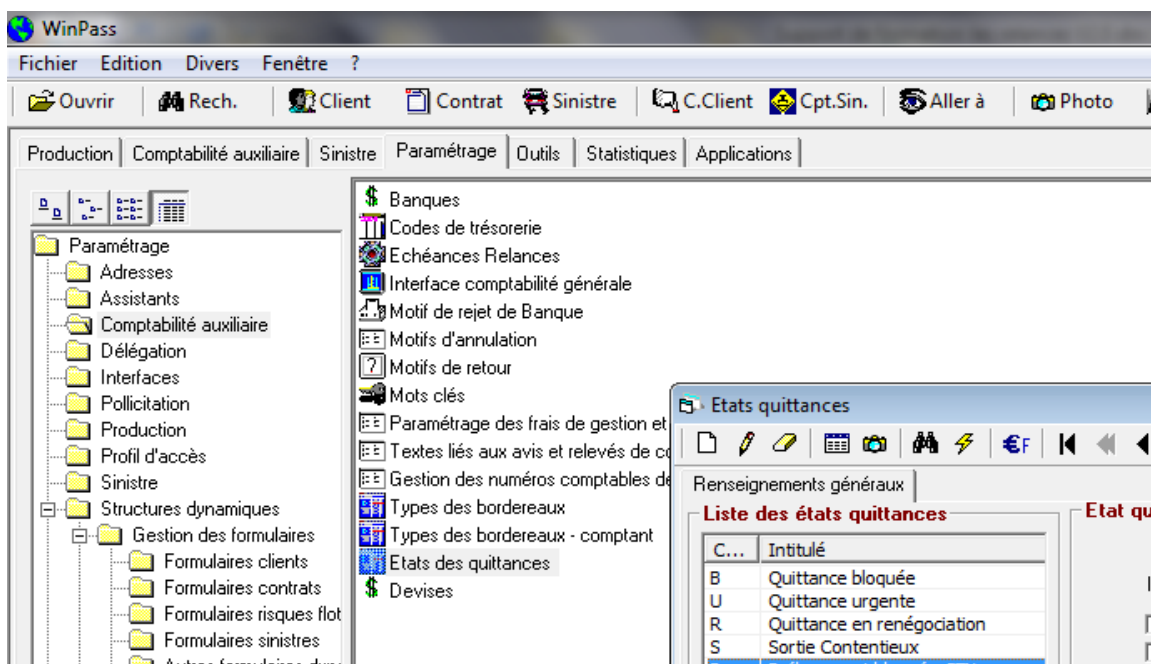 WinPass
Fichier Edition Divers Fenêtre ?
Ouvrir Rech. Client Contrat Sinistre C.Client Cpt.Sin. Aller à Photo
Production Comptabilité auxiliaire Sinistre Paramétrage Outils Statistiques Applications
Paramétrage
Adresses
Assistants
Comptabilité auxiliaire
Délégation
Interfaces
Pollicitation
Production
Profil d'accès
Sinistre
Structures dynamiques
Gestion des formulaires
Formulaires clients
Formulaires contrats
Formulaires risques flot
Formulaires sinistres
Banques
Codes de trésorerie
Echéances Relances
Interface comptabilité générale
Motif de rejet de Banque
Motifs d'annulation
Motifs de retour
Mots clés
Paramétrage des frais de gestion et
Textes liés aux avis et relevés de co
Gestion des numéros comptables de
Types des bordereaux
Types des bordereaux - comptant
Etats des quittances
Devises
Etats quittances
€F
Renseignements généraux
Liste des états quittances
Etat qu
C... Intitulé
B Quittance bloquée
U Quittance urgente
R Quittance en renégociation
S Sortie Contentieux